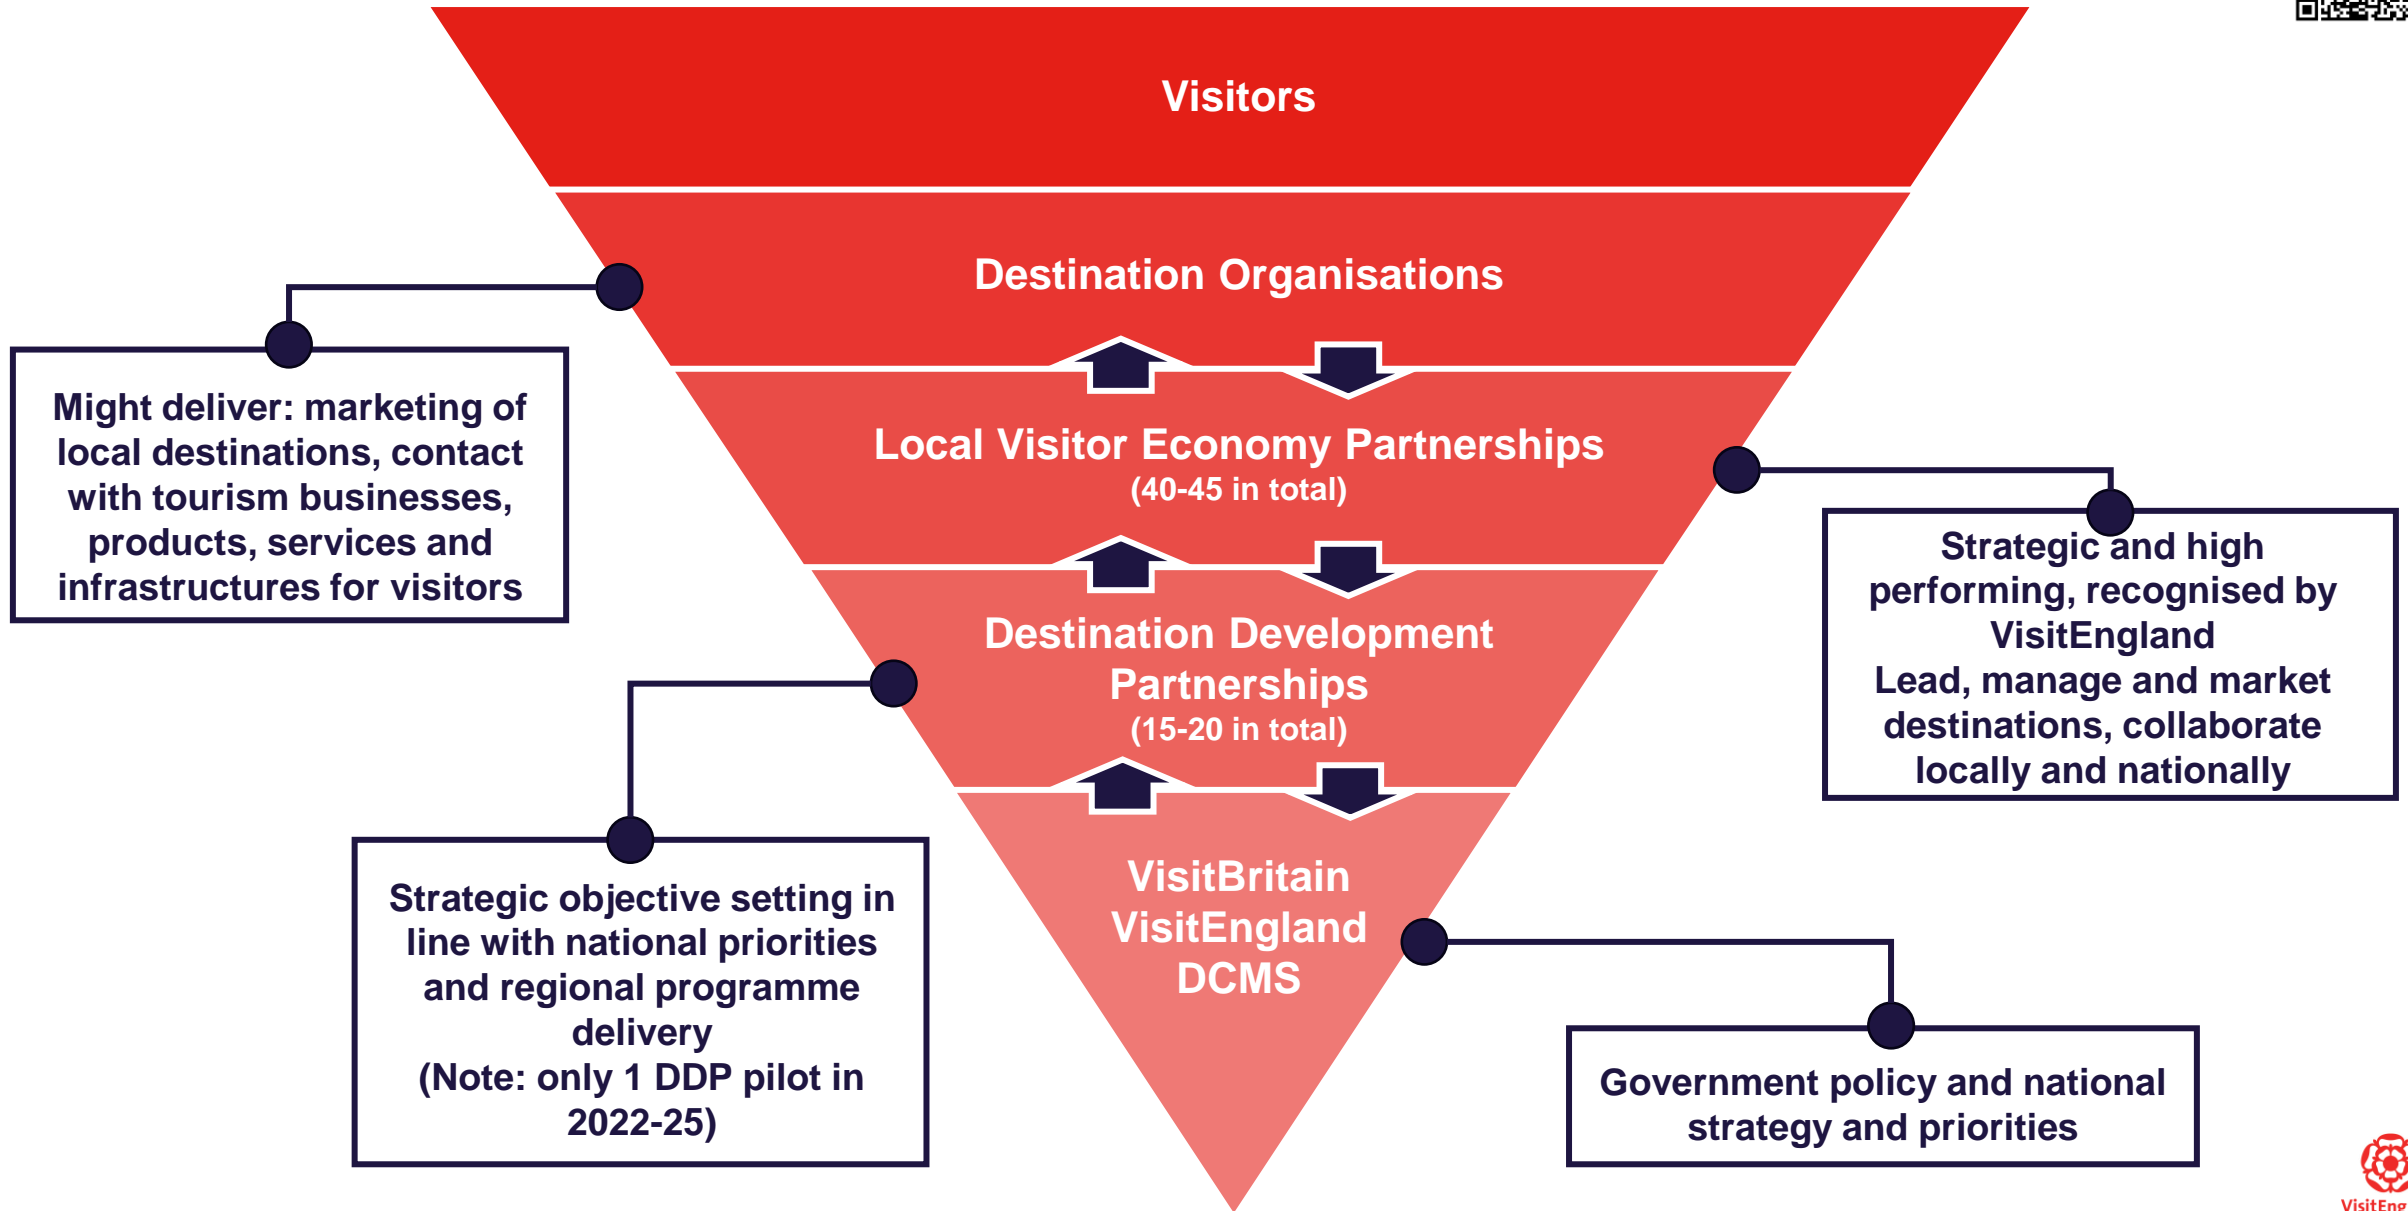 Visitors
Destination Organisations
Might deliver: marketing of
local destinations, contact
with tourism businesses,
products, services and
infrastructures for visitors
Local Visitor Economy Partnerships
(40-45 in total)
Strategic and high
performing, recognised by
VisitEngland
Lead, manage and market
destinations, collaborate
locally and nationally
Destination Development
Partnerships
(15-20 in total)
Strategic objective setting in
line with national priorities
and regional programme
delivery
(Note: only 1 DDP pilot in
2022-25)
VisitBritain
VisitEngland
DCMS
Government policy and national
strategy and priorities
VisitEng